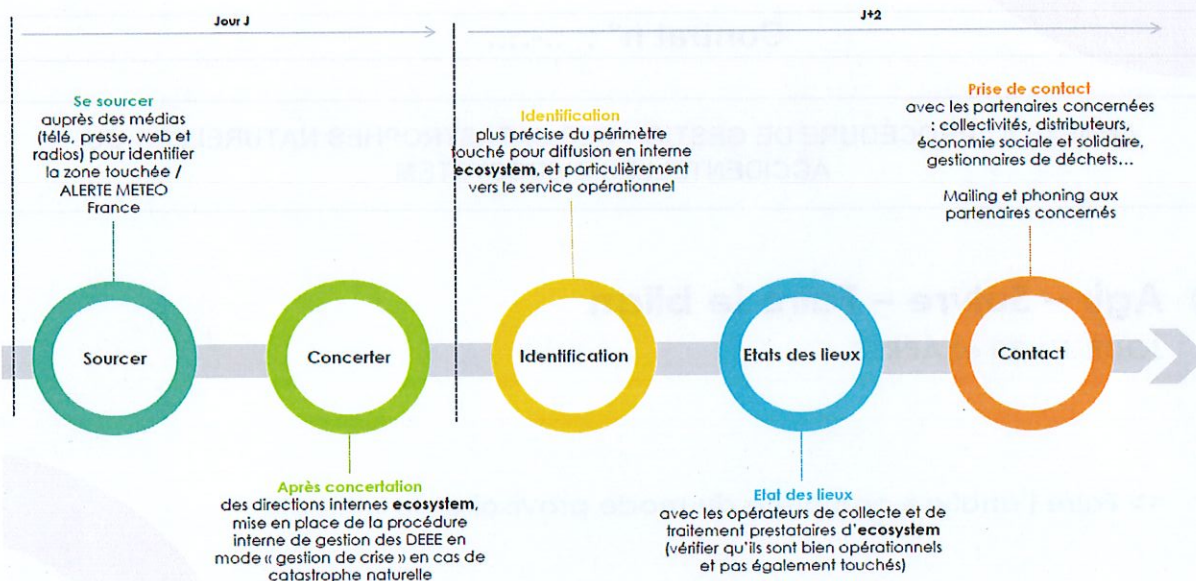 Jour J
J+2
Se sourcer
auprès des médias
(télé, presse, web et
radios) pour identifier
la zone touchée /
ALERTE METEO
France
Identification
plus précise du périmètre
touché par diffusion en interne
ecosystem, et particulièrement
vers le service opérationnel
Prise de contact
avec les partenaires concernées
: collectivités, distributeurs,
économie sociale et solidaire,
gestionnaires de déchets...
Mailing et phoning aux
partenaires concernés
Sourcer
Concerter
Identification
Etats des lieux
Contact
Après concertation
des directions internes ecosystem,
mise en place de la procédure
interne de gestion des DEEE en
mode « gestion de crise » en cas de
catastrophe naturelle
Etat des lieux
avec les opérateurs de collecte et de
traitement prestataires d'ecosystem
(vérifier qu'ils sont bien opérationnels
et pas également touchés)